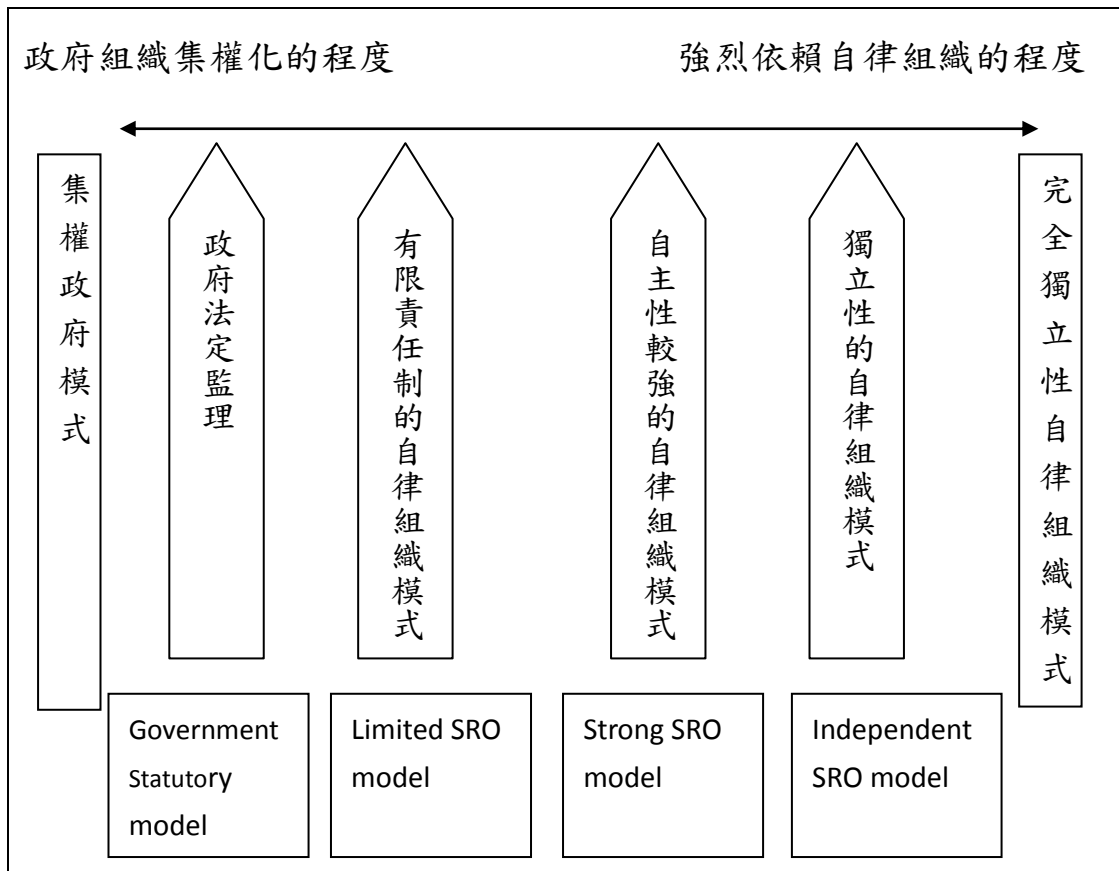 政府組織集權化的程度
強烈依賴自律組織的程度
集權政府模式
政府法定監理
有限責任制的自律組織模式
自主性較強的自律組織模式
獨立性的自律組織模式
完全獨立性自律組織模式
Government
Statutory
model
Limited SRO
model
Strong SRO
model
Independent
SRO model